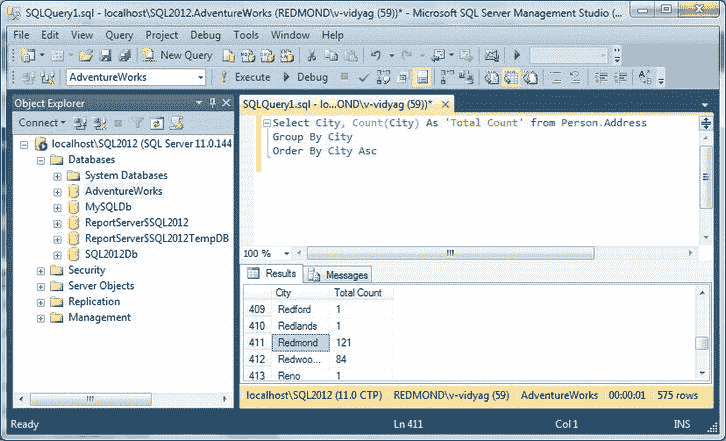 SQLQuery1.sql - localhost\SQL2012.AdventureWorks (REDMOND\v-vidyag (59))* - Microsoft SQL Server Management Studio (...
File Edit View Query Project Debug Tools Window Help
New Query
AdventureWorks Execute Debug
Object Explorer
Connect
localhost\SQL2012 (SQL Server 11.0.144
Databases
System Databases
AdventureWorks
MySQLDb
ReportServer$SQL2012
ReportServer$SQL2012TempDB
SQL2012Db
Security
Server Objects
Replication
Management
SQLQuery1.sql - lo...OND\v-vidyag (59))*
Select City, Count(City) As 'Total Count' from Person.Address
Group By City
Order By City Asc
100 %
Results Messages
City Total Count
409 Redford 1
410 Redlands 1
411 Redmond 121
412 Redwoo... 84
413 Reno 1
localhost\SQL2012 (11.0 CTP) REDMOND\v-vidyag (59) AdventureWorks 00:00:01 575 rows
Ready Ln 411 Col 1 INS